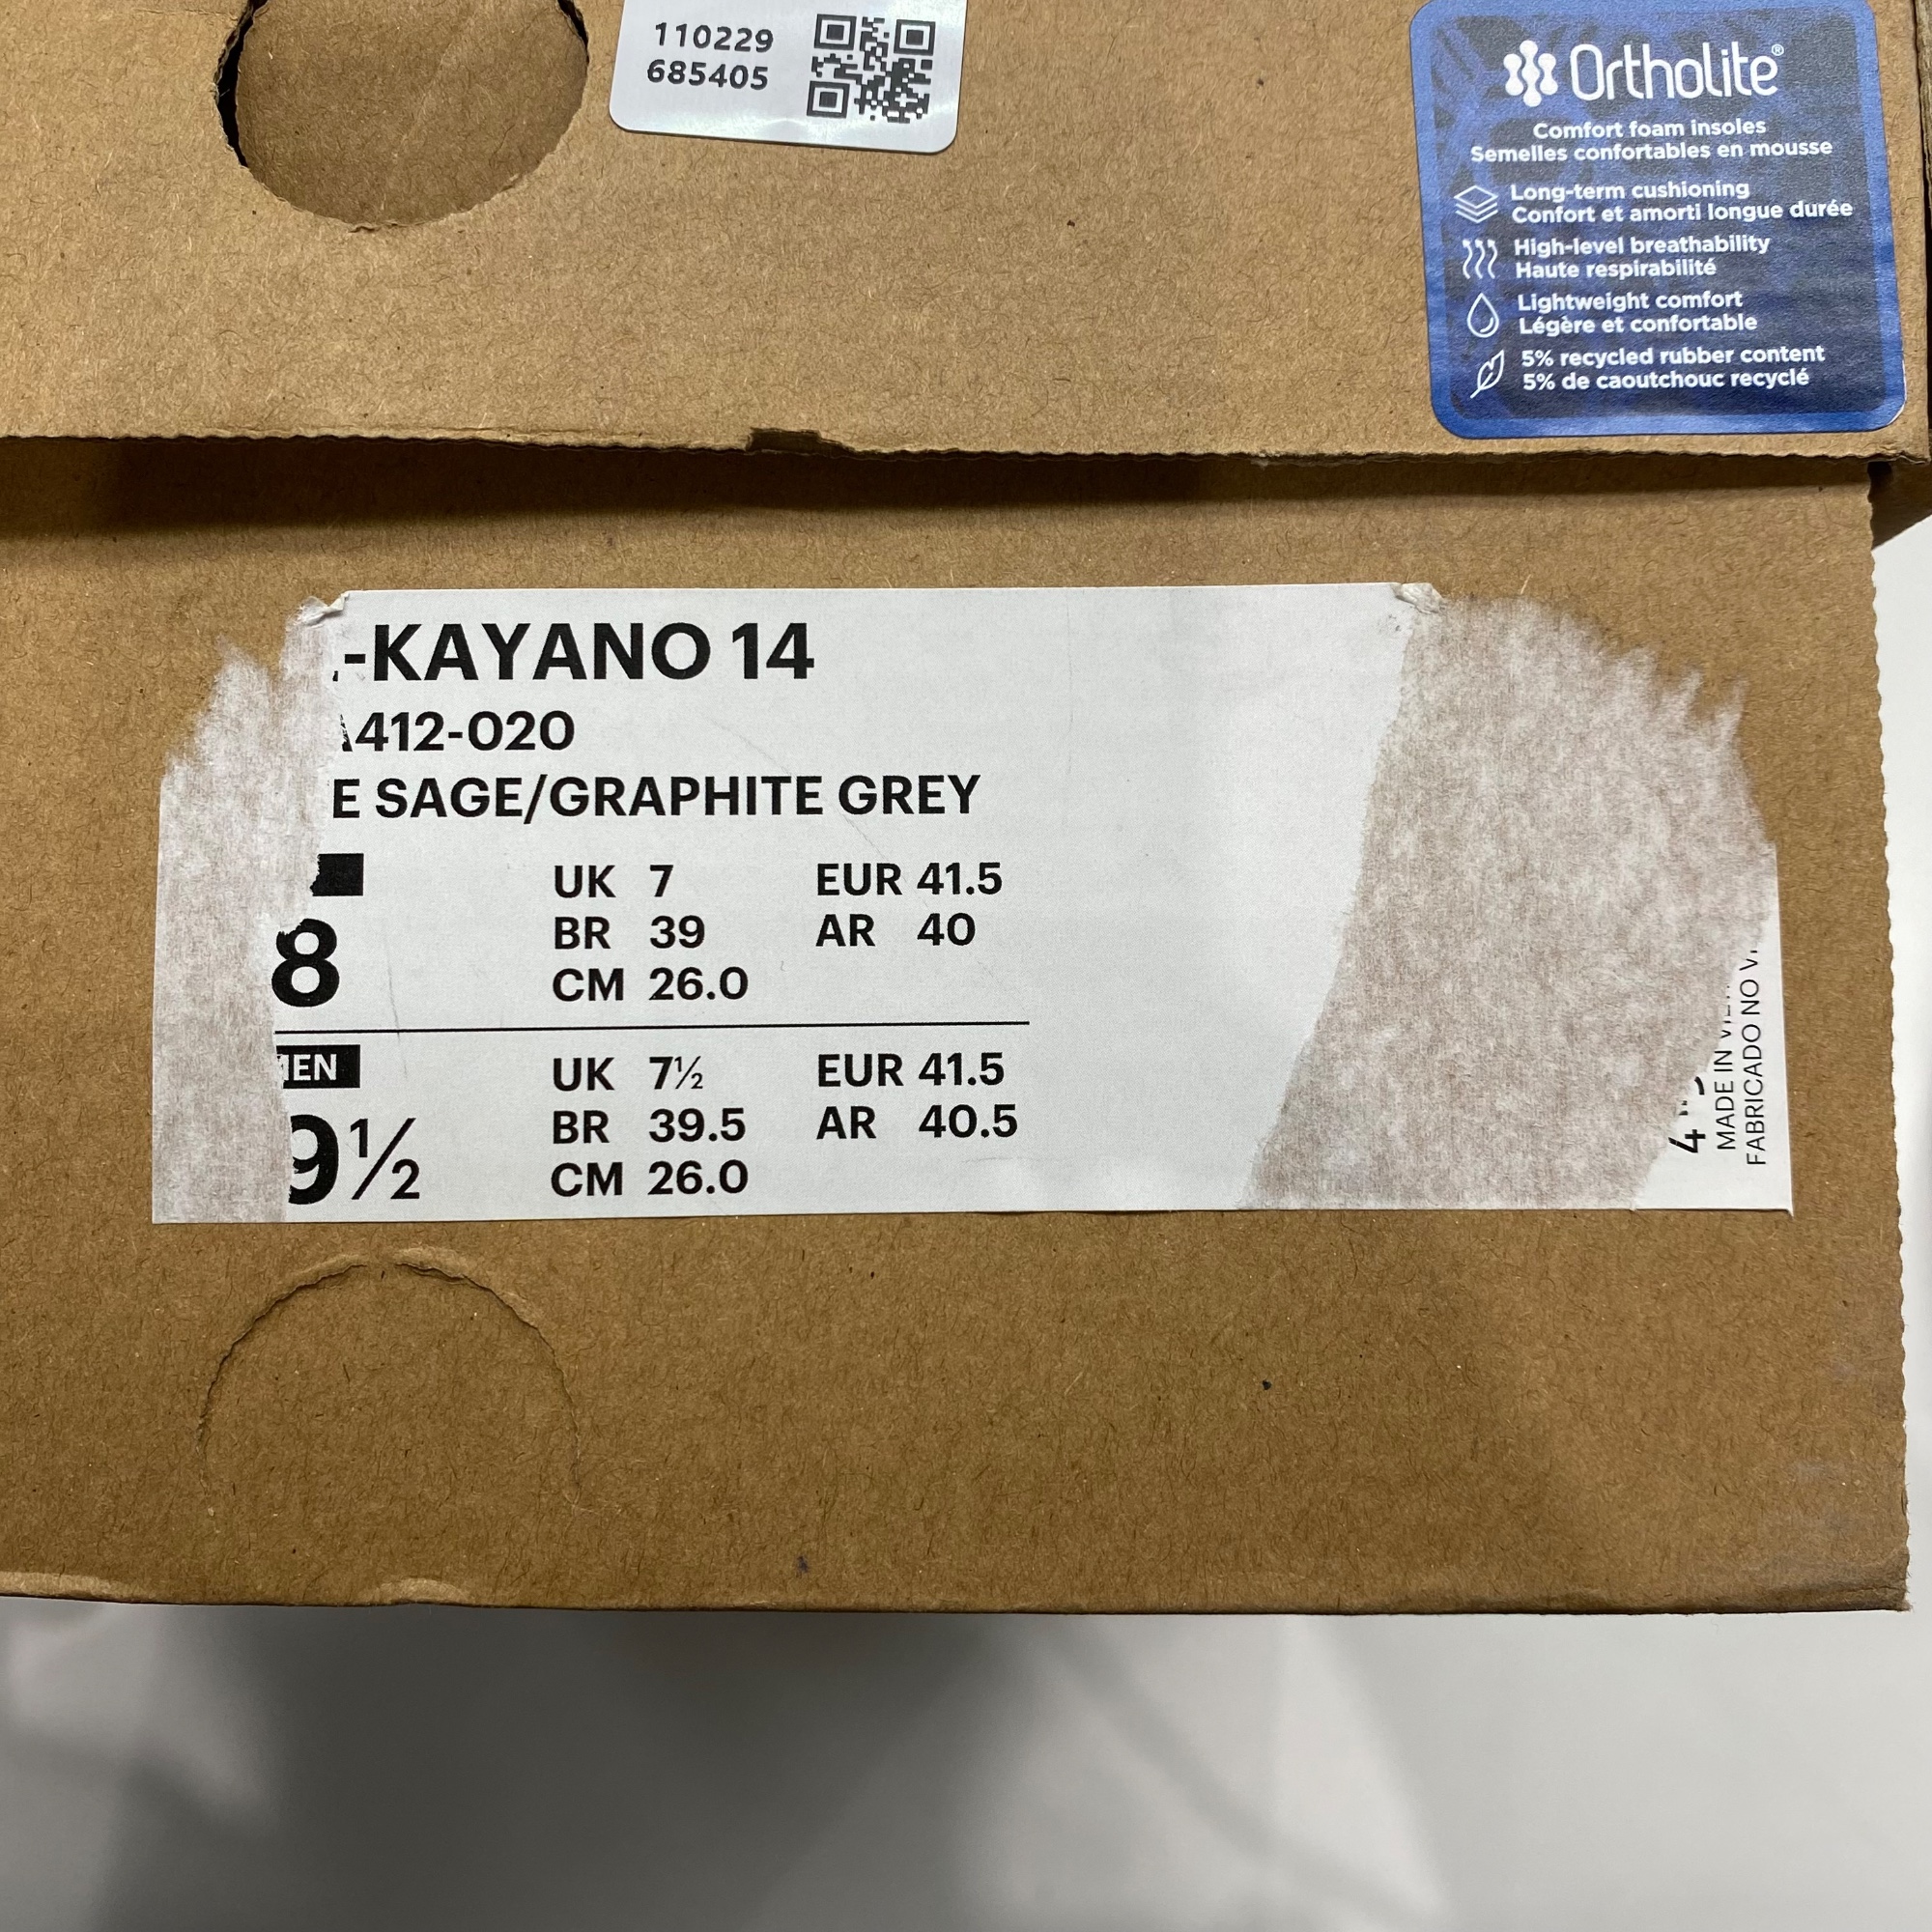 110229
685405
Ortholite®
Comfort foam insoles
Semelles confortables en mousse
Long-term cushioning
Confort et amorti longue durée
High-level breathability
Haute respirabilité
Lightweight comfort
Légère et confortable
5% recycled rubber content
5% de caoutchouc recyclé
-KAYANO 14
412-020
E SAGE/GRAPHITE GREY
8
UK 7 EUR 41.5
BR 39 AR 40
CM 26.0
MEN
9½
UK 7½ EUR 41.5
BR 39.5 AR 40.5
CM 26.0
MADE IN
FABRICADO NO